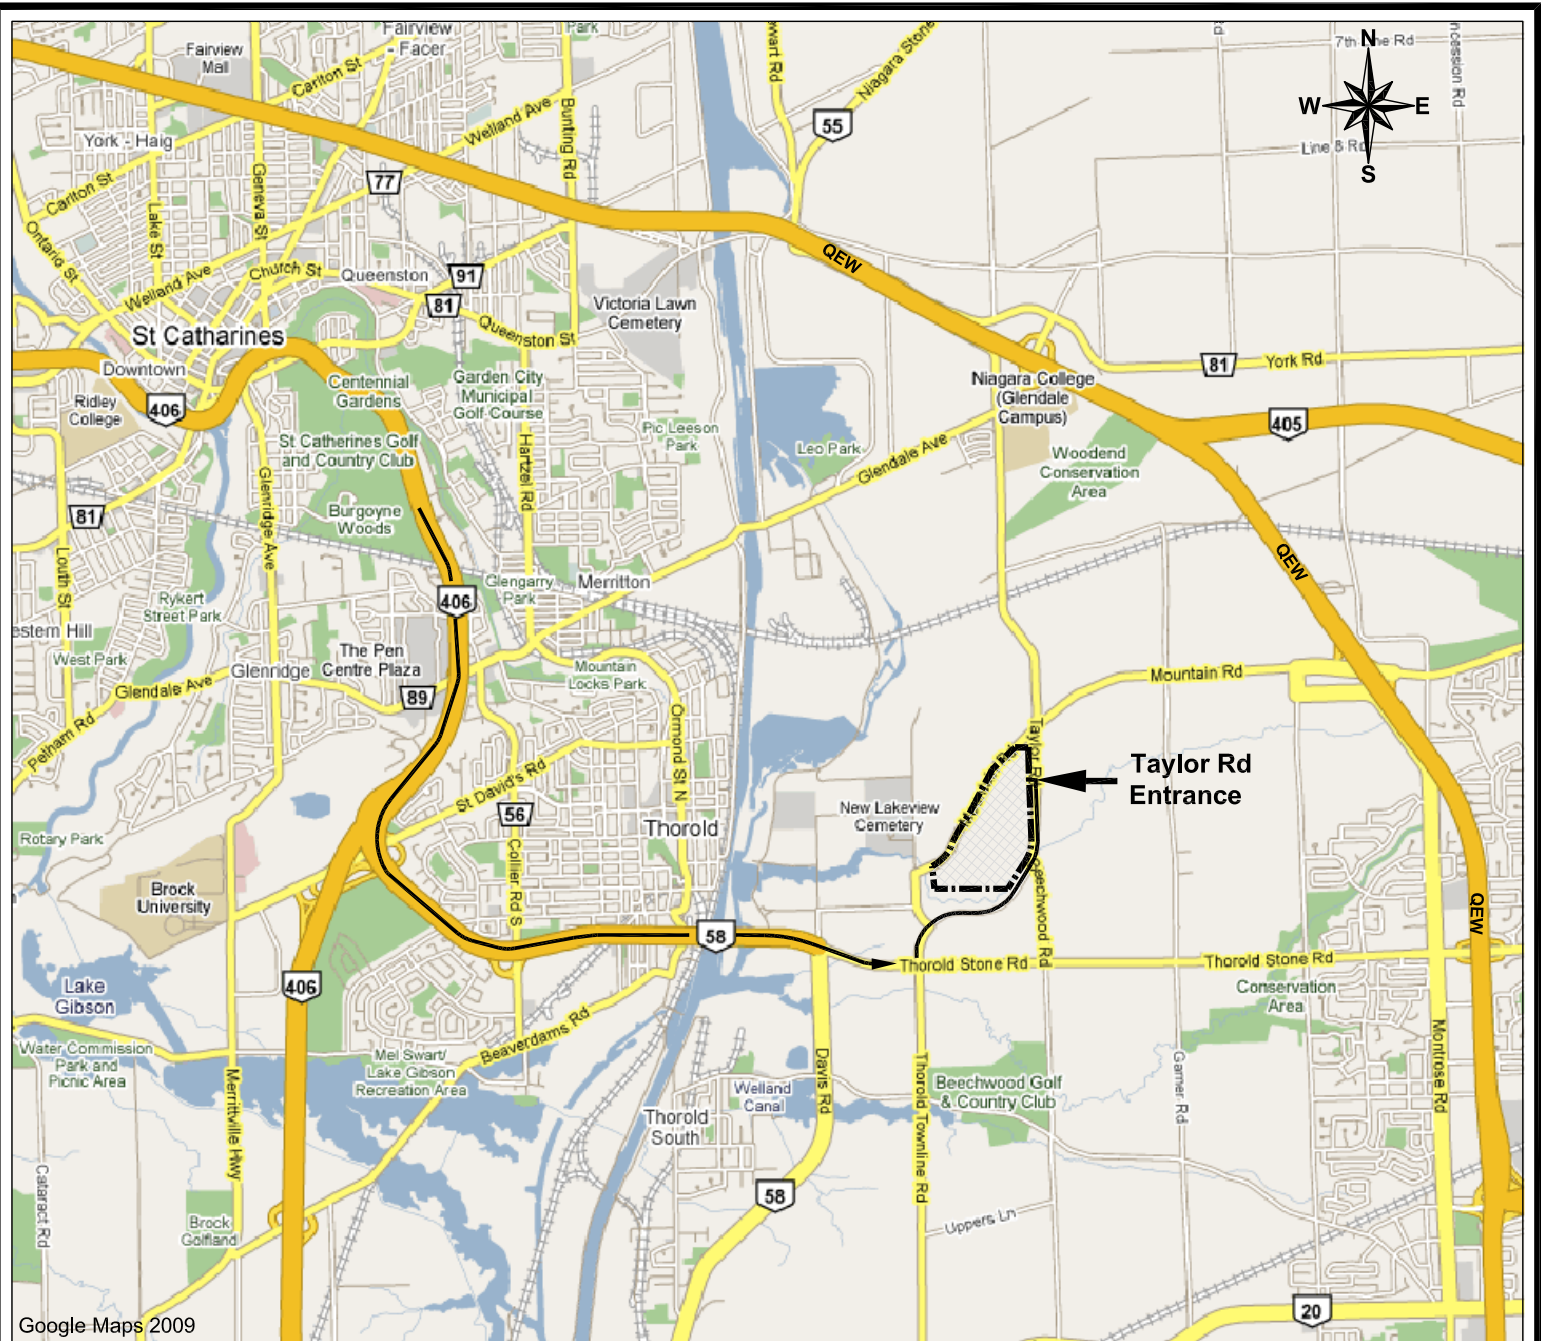 Fairview
Mall
Fairview
- Facer
Park
Carlton St
Niagara Stone
7th
Rd
N
W
E
S
Line 8 Rd
55
York - Haig
Welland Ave
Bunting Rd
77
Carlton St
Geneva St
Lake St
Ontario St
QEW
Church St
Queenston
91
81
Welland Ave
Victoria Lawn
Cemetery
Queenston St
St Catharines
Downtown
81
York Rd
Ridley
College
406
Centennial
Gardens
Garden City
Municipal
Golf Course
Niagara College
(Glendale
Campus)
405
St Catherines Golf
and Country Club
Hartzel Rd
Pic Leeson
Park
Leo Park
Glendale Ave
Woodend
Conservation
Area
Glenridge Ave
81
Burgoyne
Woods
QEW
Louth St
Rykert
Street Park
406
Glengarry
Park
Merritton
estern Hill
West Park
Glenridge
The Pen
Centre Plaza
Mountain
Locks Park
Glendale Ave
89
Mountain Rd
Pelham Rd
Ormond St N
Taylor Rd
St David's Rd
Taylor Rd
Entrance
56
New Lakeview
Cemetery
Thorold
Rotary Park
Collier Rd S
Beechwood Rd
Brock
University
58
QEW
Thorold Stone Rd
Thorold Stone Rd
Lake
Gibson
406
Conservation
Area
Beaverdams Rd
Water Commission
Park and
Picnic Area
Mel Swart/
Lake Gibson
Recreation Area
Merrittville Hwy
Davis Rd
Thorold Townline Rd
Garner Rd
Montrose Rd
Welland
Canal
Beechwood Golf
& Country Club
Thorold
South
Cataract Rd
58
Uppers Ln
Brock
Golfland
20
Google Maps 2009